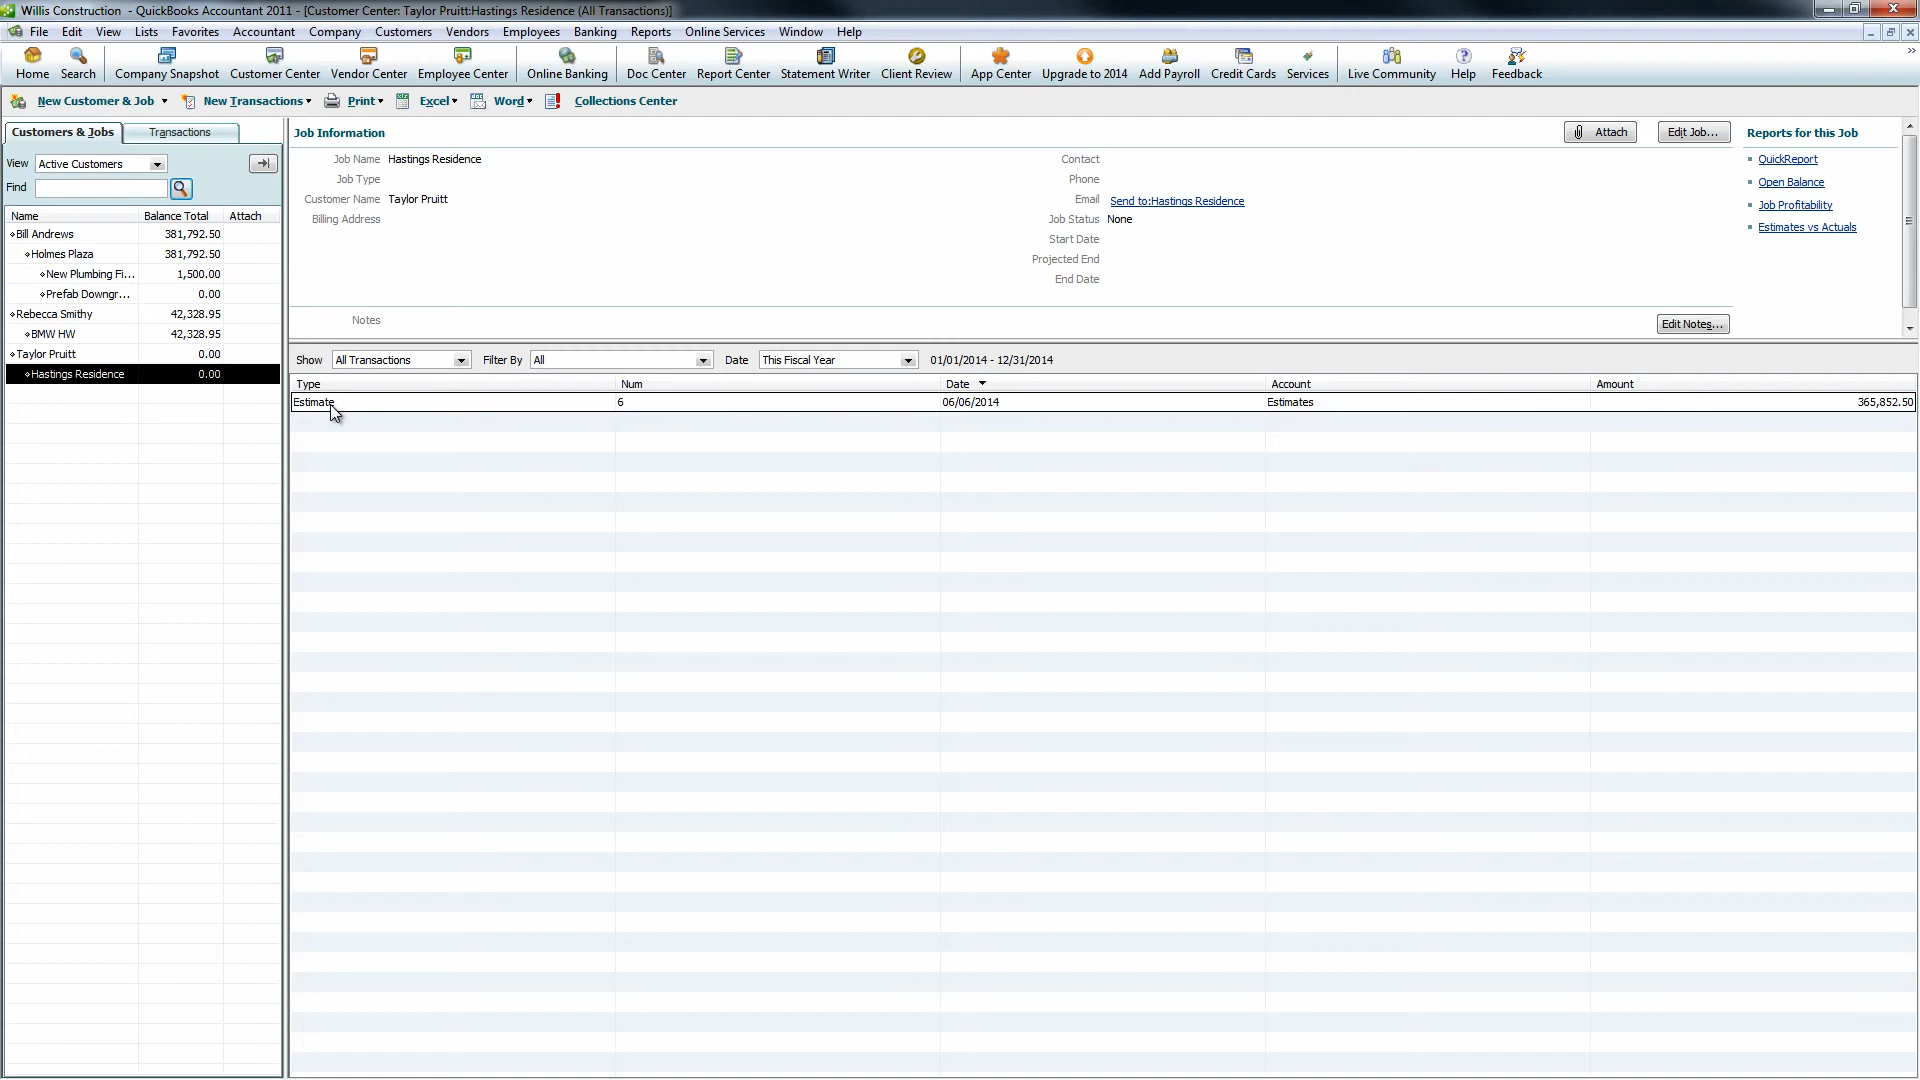 Willis Construction - QuickBooks Accountant 2011 - [Customer Center: Taylor Pruitt:Hastings Residence (All Transactions)]
File Edit View Lists Favorites Accountant Company Customers Vendors Employees Banking Reports Online Services Window Help
Home Search Company Snapshot Customer Center Vendor Center Employee Center Online Banking Doc Center Report Center Statement Writer Client Review App Center Upgrade to 2014 Add Payroll Credit Cards Services Live Community Help Feedback
New Customer & Job New Transactions Print Excel Word Collections Center
Customers & Jobs Transactions
View Active Customers
Find
Name Balance Total Attach
Bill Andrews 381,792.50
Holmes Plaza 381,792.50
New Plumbing Fi... 1,500.00
Prefab Downgr... 0.00
Rebecca Smithy 42,328.95
BMW HW 42,328.95
Taylor Pruitt 0.00
Hastings Residence 0.00
Job Information Attach Edit Job...
Job Name Hastings Residence
Job Type
Customer Name Taylor Pruitt
Billing Address
Contact
Phone
Email Send to:Hastings Residence
Job Status None
Start Date
Projected End
End Date
Notes Edit Notes...
Reports for this Job
QuickReport
Open Balance
Job Profitability
Estimates vs Actuals
Show All Transactions Filter By All Date This Fiscal Year 01/01/2014 - 12/31/2014
Type Num Date Account Amount
Estimate 6 06/06/2014 Estimates 365,852.50